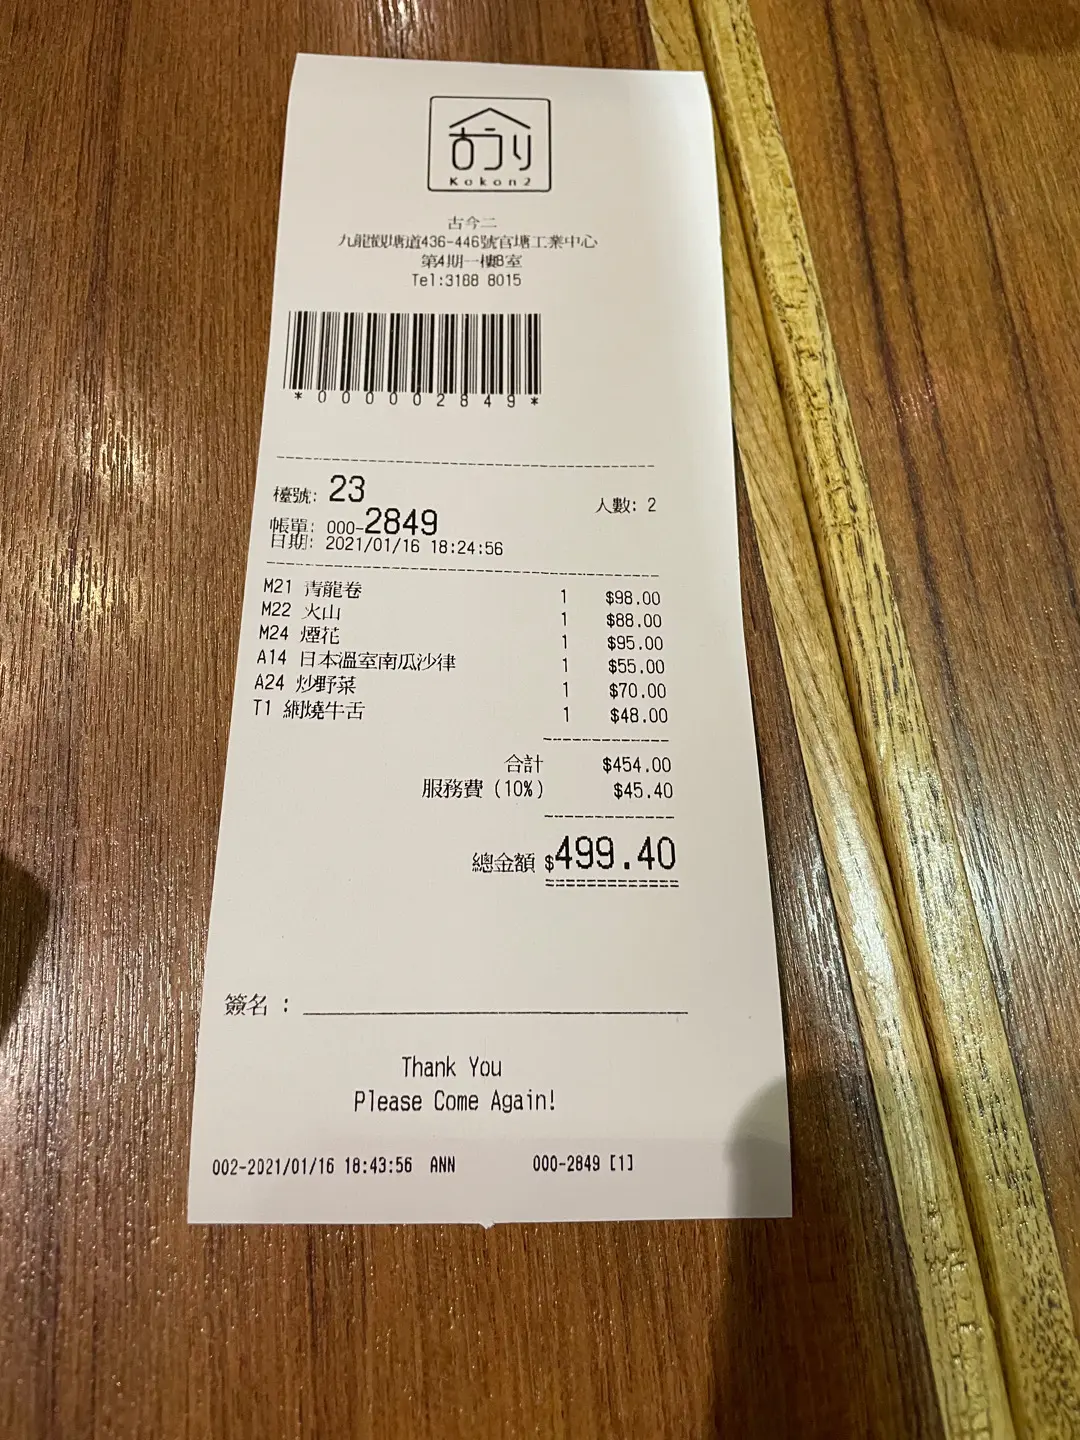 古今二
Kokon2
古今二
九龍觀塘道436-446號官塘工業中心
第4期一樓B室
Tel:3188 8015
*000002849*
檯號: 23 人數: 2
帳單: 000-2849
日期: 2021/01/16 18:24:56
M21 青龍卷 1 $98.00
M22 火山 1 $88.00
M24 煙花 1 $95.00
A14 日本溫室南瓜沙律 1 $55.00
A24 炒野菜 1 $70.00
T1 網燒牛舌 1 $48.00
合計 $454.00
服務費(10%) $45.40
總金額 $499.40
簽名 :
Thank You
Please Come Again!
002-2021/01/16 18:43:56 ANN 000-2849 [1]